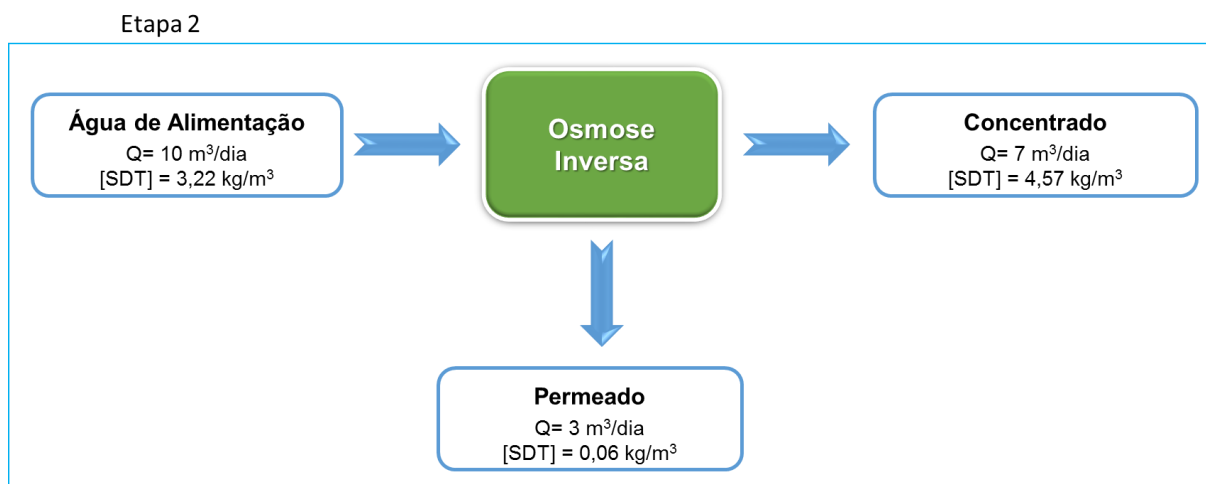 Etapa 2
Água de Alimentação
Q= 10 m³/dia
[SDT] = 3,22 kg/m³
Osmose
Inversa
Concentrado
Q= 7 m³/dia
[SDT] = 4,57 kg/m³
Permeado
Q= 3 m³/dia
[SDT] = 0,06 kg/m³